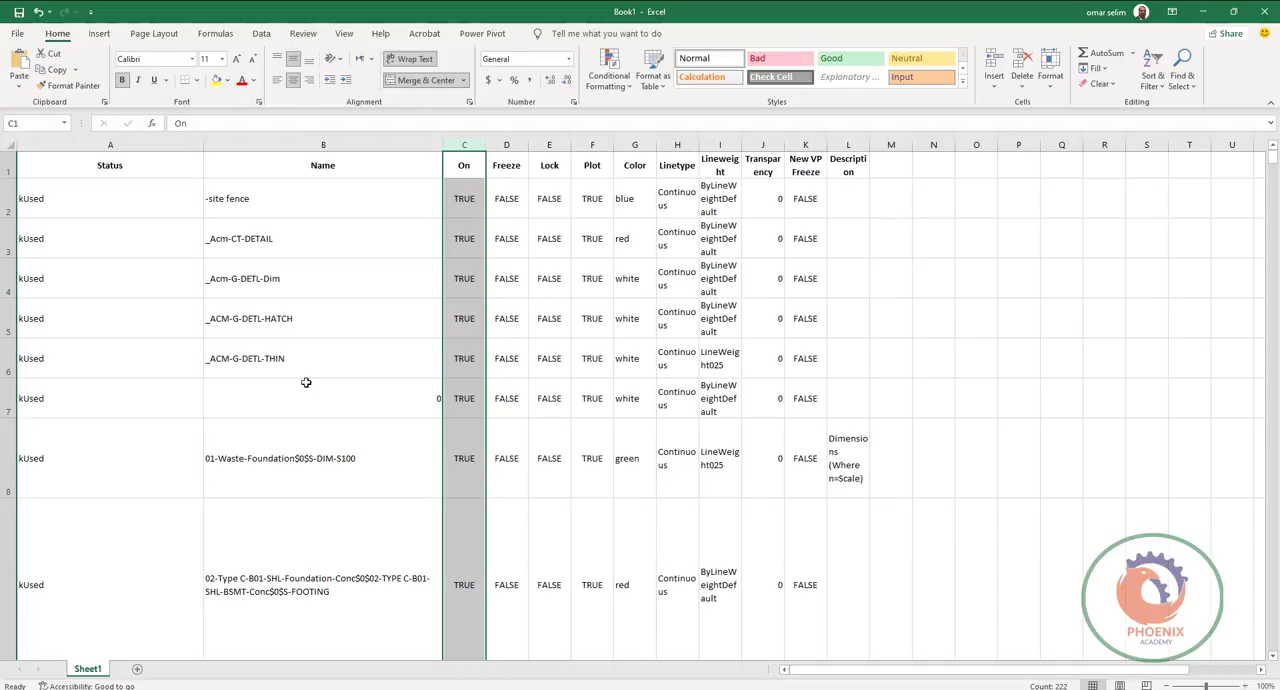 Book1 - Excel
omar selim
File Home Insert Page Layout Formulas Data Review View Help Acrobat Power Pivot Tell me what you want to do Share
Paste
Cut
Copy
Format Painter
Clipboard
Calibri 11
B I U
Font
Wrap Text
Merge & Center
Alignment
General
Number
Conditional Formatting
Format as Table
Normal Bad Good Neutral
Calculation Check Cell Explanatory ... Input
Styles
Insert Delete Format
Cells
AutoSum
Fill
Clear
Sort & Filter
Find & Select
Editing
C1 fx On
A B C D E F G H I J K L M N O P Q R S T U
1 Status Name On Freeze Lock Plot Color Linetype Lineweight Transparency New VP Freeze Description
2 kUsed -site fence TRUE FALSE FALSE TRUE blue Continuous ByLineWeightDefault 0 FALSE
3 kUsed _Acm-CT-DETAIL TRUE FALSE FALSE TRUE red Continuous ByLineWeightDefault 0 FALSE
4 kUsed _Acm-G-DETL-Dim TRUE FALSE FALSE TRUE white Continuous ByLineWeightDefault 0 FALSE
5 kUsed _ACM-G-DETL-HATCH TRUE FALSE FALSE TRUE white Continuous ByLineWeightDefault 0 FALSE
6 kUsed _ACM-G-DETL-THIN TRUE FALSE FALSE TRUE white Continuous LineWeight025 0 FALSE
7 kUsed 0 TRUE FALSE FALSE TRUE white Continuous ByLineWeightDefault 0 FALSE
8 kUsed 01-Waste-Foundation$0$S-DIM-S100 TRUE FALSE FALSE TRUE green Continuous LineWeight025 0 FALSE Dimensions (Where n=Scale)
kUsed 02-Type C-B01-SHL-Foundation-Conc$0$02-TYPE C-B01-SHL-BSMT-Conc$0$S-FOOTING TRUE FALSE FALSE TRUE red Continuous ByLineWeightDefault 0 FALSE
PHOENIX
ACADEMY
Sheet1
Ready Accessibility: Good to go Count: 222 100%